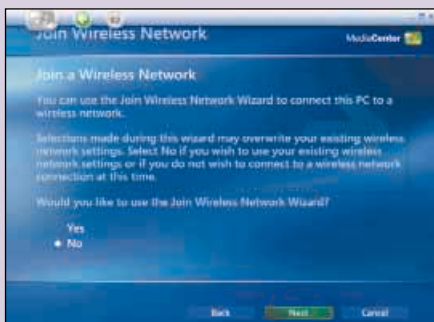 Join Wireless Network
MediaCenter
Join a Wireless Network
You can use the Join Wireless Network Wizard to connect this PC to a
wireless network.
Selections made during this wizard may overwrite your existing wireless
network settings. Select No if you wish to use your existing wireless
network settings or if you do not wish to connect to a wireless network
connection at this time.
Would you like to use the Join Wireless Network Wizard?
Yes
No
Back
Next
Cancel